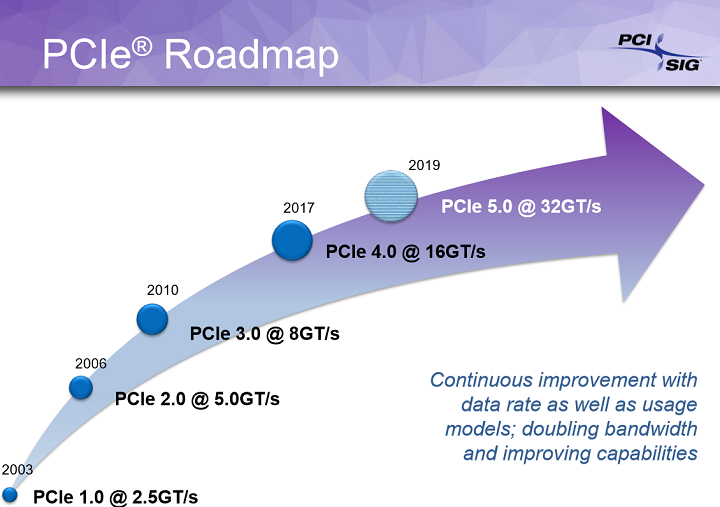 PCIe® Roadmap
PCI
SIG
2019
PCIe 5.0 @ 32GT/s
2017
PCIe 4.0 @ 16GT/s
2010
PCIe 3.0 @ 8GT/s
2006
PCIe 2.0 @ 5.0GT/s
2003
PCIe 1.0 @ 2.5GT/s
Continuous improvement with
data rate as well as usage
models; doubling bandwidth
and improving capabilities